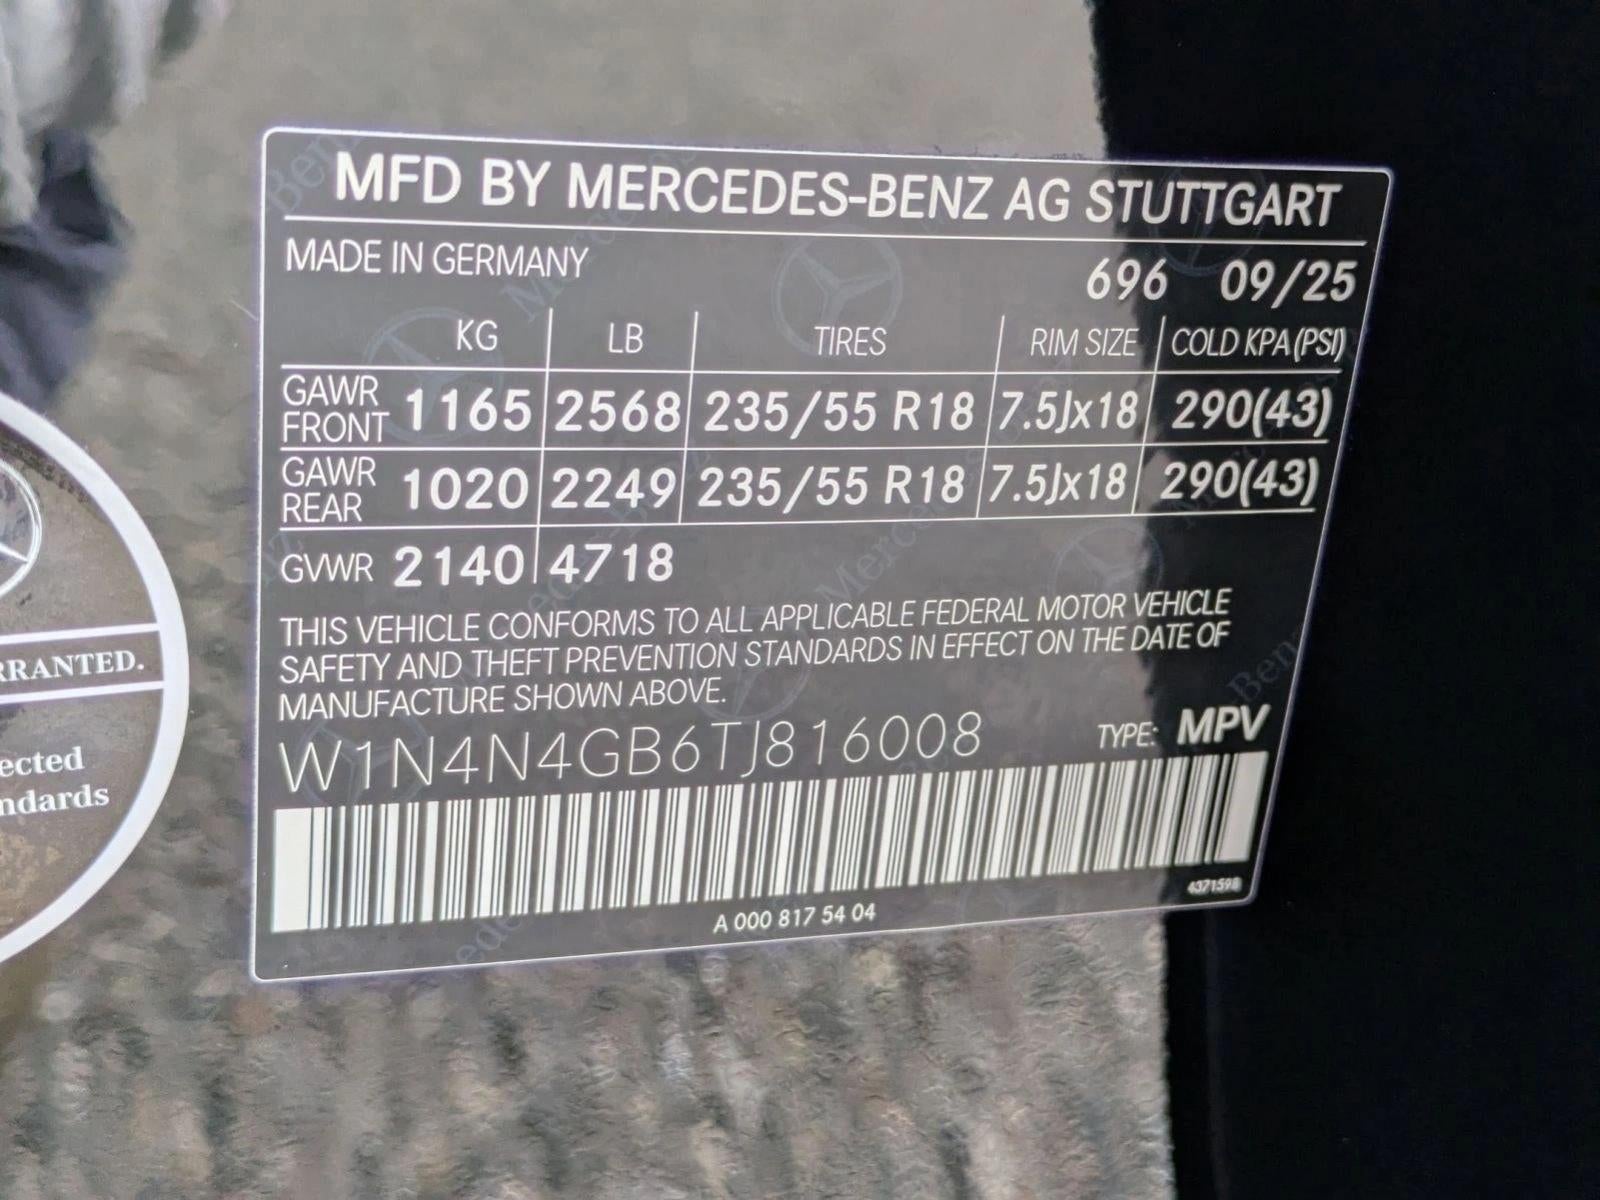 MFD BY MERCEDES-BENZ AG STUTTGART
MADE IN GERMANY 696 09/25
KG LB TIRES RIM SIZE COLD KPA(PSI)
GAWR FRONT 1165 2568 235/55 R18 7.5Jx18 290(43)
GAWR REAR 1020 2249 235/55 R18 7.5Jx18 290(43)
GVWR 2140 4718
THIS VEHICLE CONFORMS TO ALL APPLICABLE FEDERAL MOTOR VEHICLE
SAFETY AND THEFT PREVENTION STANDARDS IN EFFECT ON THE DATE OF
MANUFACTURE SHOWN ABOVE.
W1N4N4GB6TJ816008 TYPE: MPV
4371598
A 000 817 54 04
RRANTED.
ected
ndards